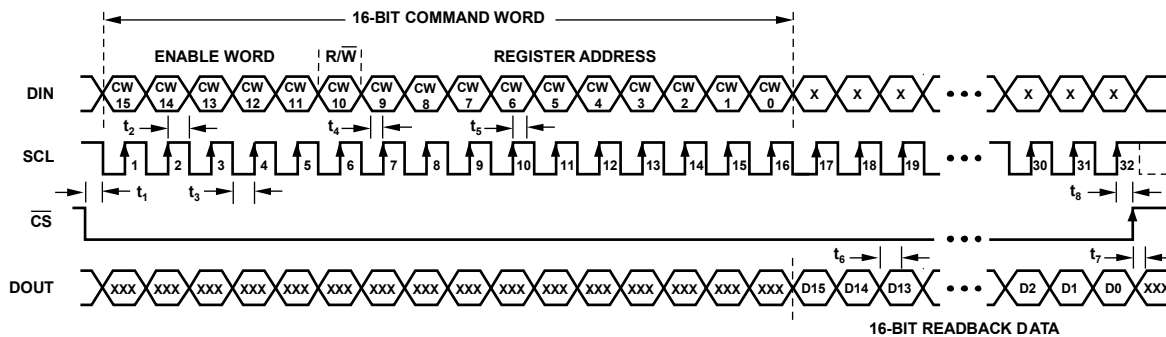 16-BIT COMMAND WORD
ENABLE WORD R/W̅ REGISTER ADDRESS
DIN CW 15 CW 14 CW 13 CW 12 CW 11 CW 10 CW 9 CW 8 CW 7 CW 6 CW 5 CW 4 CW 3 CW 2 CW 1 CW 0 X X X ••• X X X
t2 t4 t5
SCL 1 2 3 4 5 6 7 8 9 10 11 12 13 14 15 16 17 18 19 ••• 30 31 32
t1 t3 t8
C̅S̅ •••
t6 t7
DOUT XXX XXX XXX XXX XXX XXX XXX XXX XXX XXX XXX XXX XXX XXX XXX XXX D15 D14 D13 ••• D2 D1 D0 XXX
16-BIT READBACK DATA